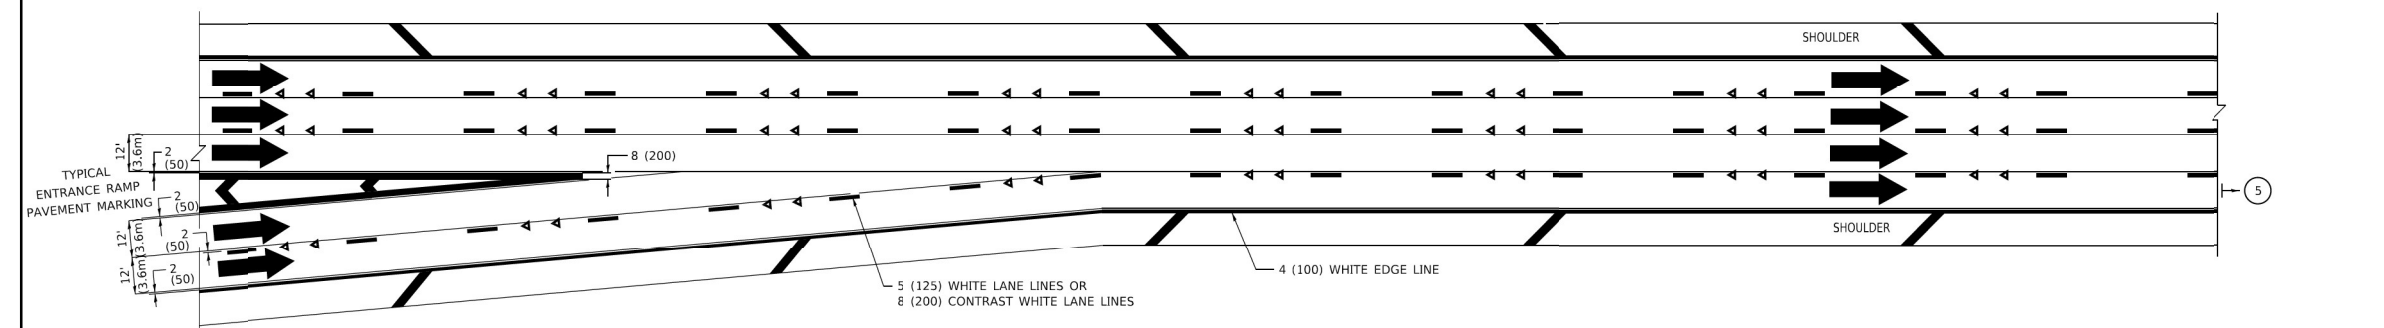 SHOULDER
12'
(3.6m)
2
(50)
8 (200)
TYPICAL
ENTRANCE RAMP
PAVEMENT MARKING
2
(50)
5
12'
(3.6m)
2
(50)
SHOULDER
12'
(3.6m)
2
(50)
4 (100) WHITE EDGE LINE
5 (125) WHITE LANE LINES OR
8 (200) CONTRAST WHITE LANE LINES